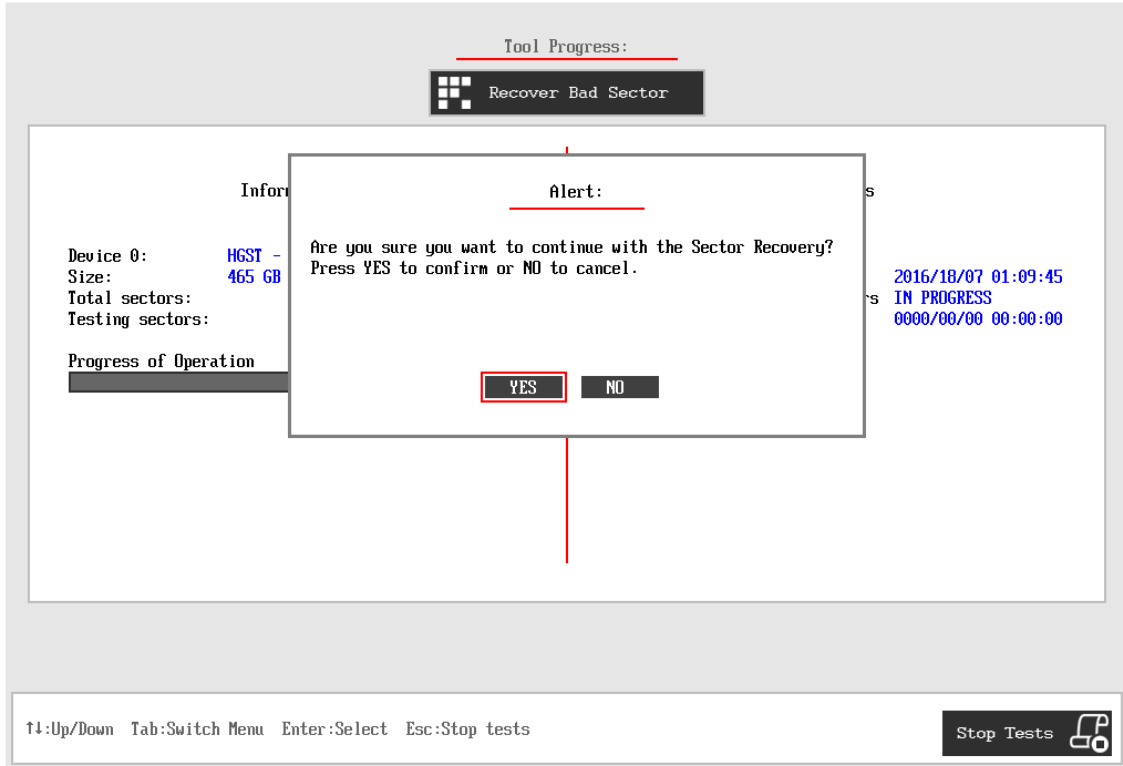 Tool Progress:
Recover Bad Sector
Alert:
Are you sure you want to continue with the Sector Recovery?
Press YES to confirm or NO to cancel.
YES NO
Device 0: HGST -
Size: 465 GB 2016/18/07 01:09:45
Total sectors: IN PROGRESS
Testing sectors: 0000/00/00 00:00:00
Progress of Operation
↑↓:Up/Down Tab:Switch Menu Enter:Select Esc:Stop tests
Stop Tests